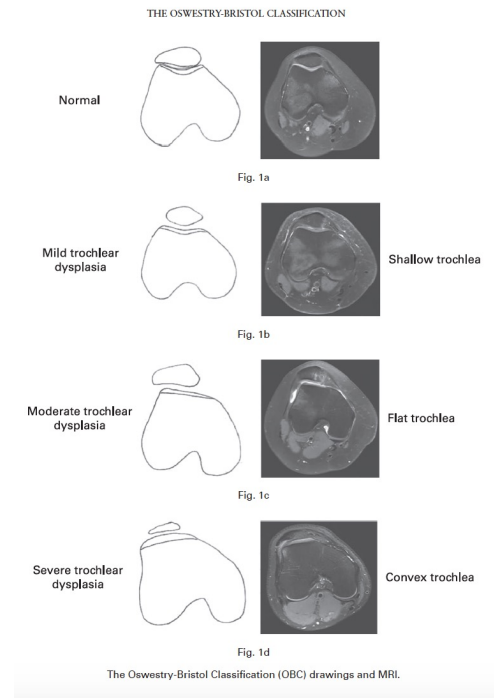 THE OSWESTRY-BRISTOL CLASSIFICATION
Normal
Fig. 1a
Mild trochlear
dysplasia
Shallow trochlea
Fig. 1b
Moderate trochlear
dysplasia
Flat trochlea
Fig. 1c
Severe trochlear
dysplasia
Convex trochlea
Fig. 1d
The Oswestry-Bristol Classification (OBC) drawings and MRI.